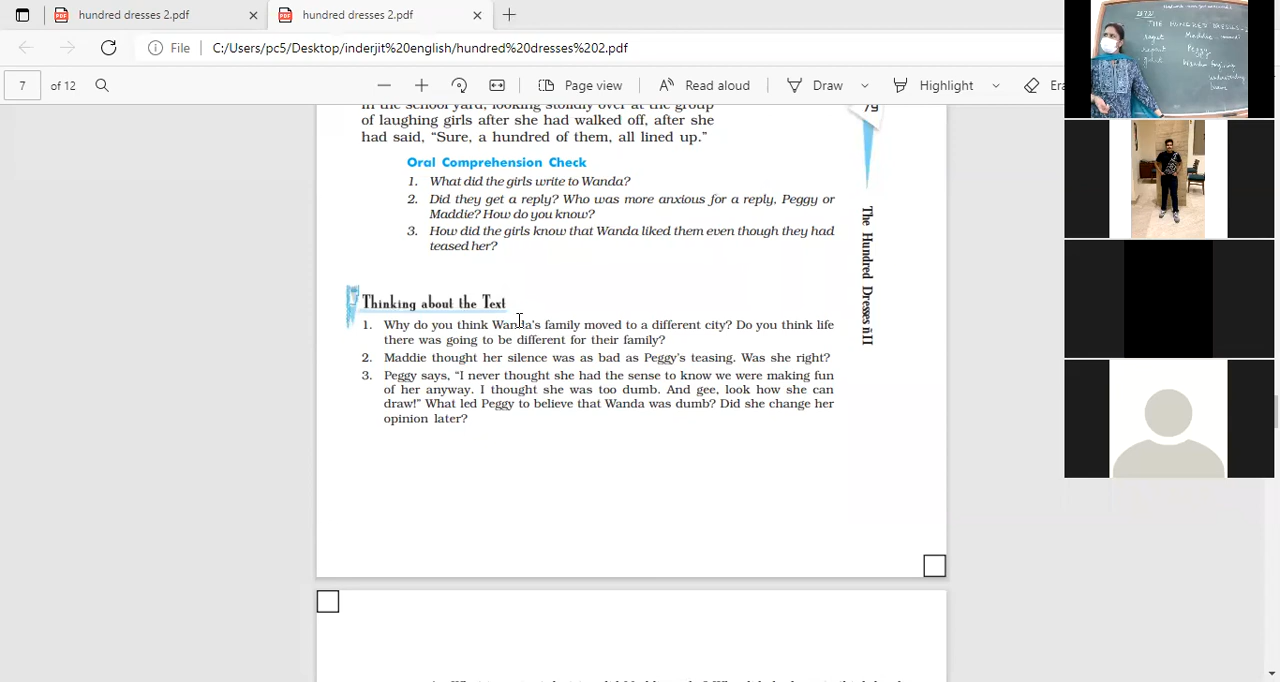 hundred dresses 2.pdf
hundred dresses 2.pdf
File
C:/Users/pc5/Desktop/inderjit%20english/hundred%20dresses%202.pdf
7 of 12
Page view
Read aloud
Draw
Highlight
Era
in the school yard, looking stolidly over at the group
of laughing girls after she had walked off, after she
had said, “Sure, a hundred of them, all lined up.”
79
Oral Comprehension Check
1. What did the girls write to Wanda?
2. Did they get a reply? Who was more anxious for a reply, Peggy or
Maddie? How do you know?
3. How did the girls know that Wanda liked them even though they had
teased her?
The Hundred Dresses ñ II
Thinking about the Text
1. Why do you think Wanda’s family moved to a different city? Do you think life
there was going to be different for their family?
2. Maddie thought her silence was as bad as Peggy’s teasing. Was she right?
3. Peggy says, “I never thought she had the sense to know we were making fun
of her anyway. I thought she was too dumb. And gee, look how she can
draw!” What led Peggy to believe that Wanda was dumb? Did she change her
opinion later?
THE HUNDRED DRESSES
Maddie
Peggy